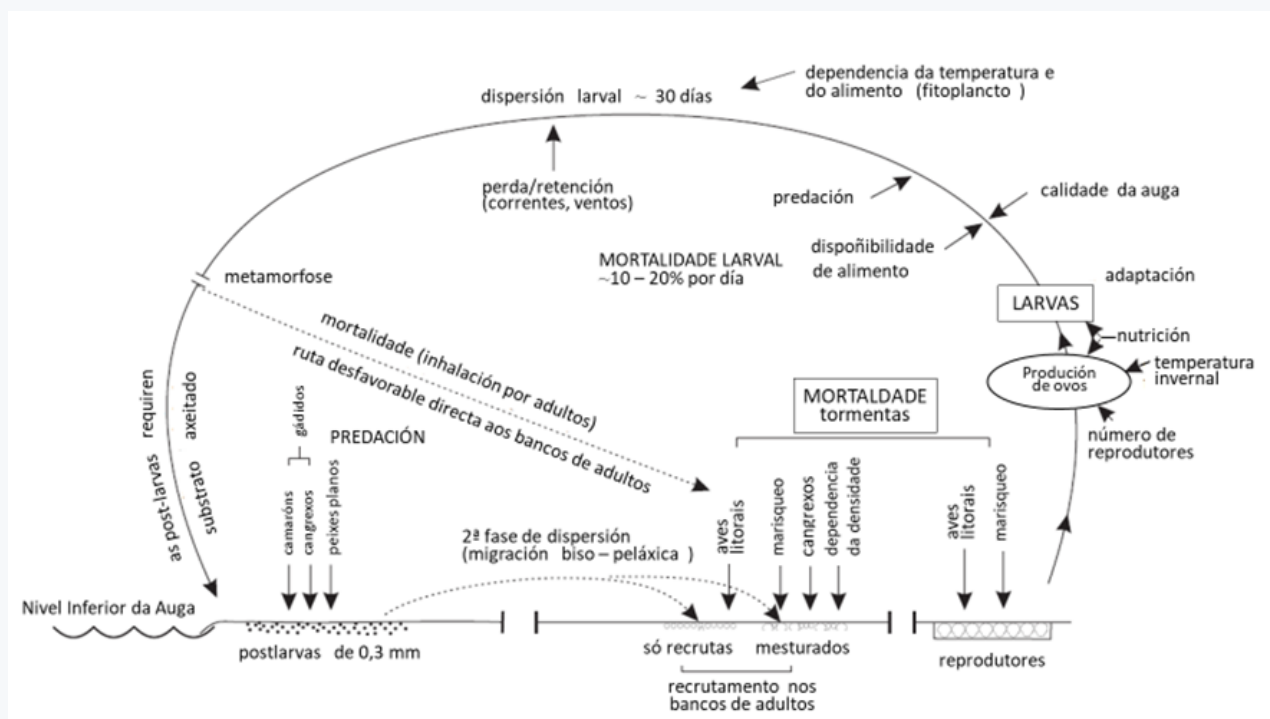 dependencia da temperatura e
do alimento (fitoplancto )
dispersión larval ~ 30 días
perda/retención
(correntes, ventos)
predación
calidade da auga
dispoñibilidade
de alimento
MORTALIDADE LARVAL
~10 – 20% por día
metamorfose
adaptación
LARVAS
nutrición
Produción
de ovos
temperatura
invernal
número de
reprodutores
mortalidade (inhalación por adultos)
ruta desfavorable directa aos bancos de adultos
MORTALDADE
tormentas
as post-larvas requiren
substrato axeitado
gádidos
PREDACIÓN
camaróns
cangrexos
peixes planos
2ª fase de dispersión
(migración biso – peláxica )
aves
litorais
marisqueo
cangrexos
dependencia
da densidade
aves
litorais
marisqueo
Nivel Inferior da Auga
postlarvas de 0,3 mm
só recrutas
mesturados
reprodutores
recrutamento nos
bancos de adultos